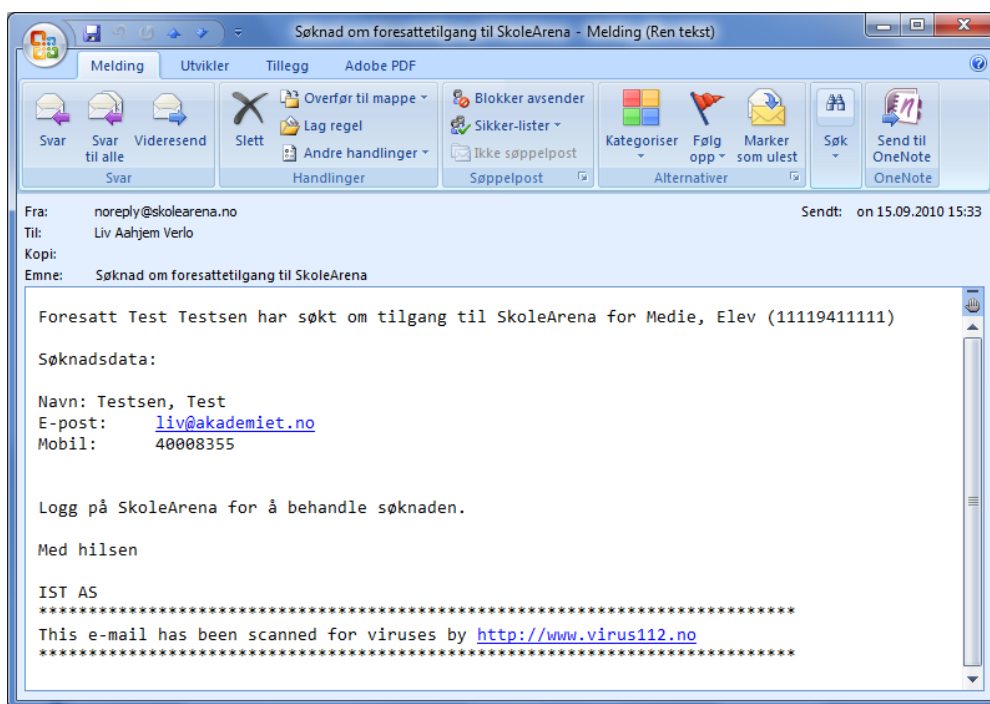 Søknad om foresattetilgang til SkoleArena - Melding (Ren tekst)
Melding Utvikler Tillegg Adobe PDF
Svar
Svar til alle
Videresend
Svar
Slett
Overfør til mappe
Lag regel
Andre handlinger
Handlinger
Blokker avsender
Sikker-lister
Ikke søppelpost
Søppelpost
Kategoriser
Følg opp
Marker som ulest
Alternativer
Søk
Send til OneNote
OneNote
Fra: noreply@skolearena.no Sendt: on 15.09.2010 15:33
Til: Liv Aahjem Verlo
Kopi:
Emne: Søknad om foresattetilgang til SkoleArena
Foresatt Test Testsen har søkt om tilgang til SkoleArena for Medie, Elev (11119411111)
Søknadsdata:
Navn: Testsen, Test
E-post: liv@akademiet.no
Mobil: 40008355
Logg på SkoleArena for å behandle søknaden.
Med hilsen
IST AS
****************************************************************************
This e-mail has been scanned for viruses by http://www.virus112.no
****************************************************************************